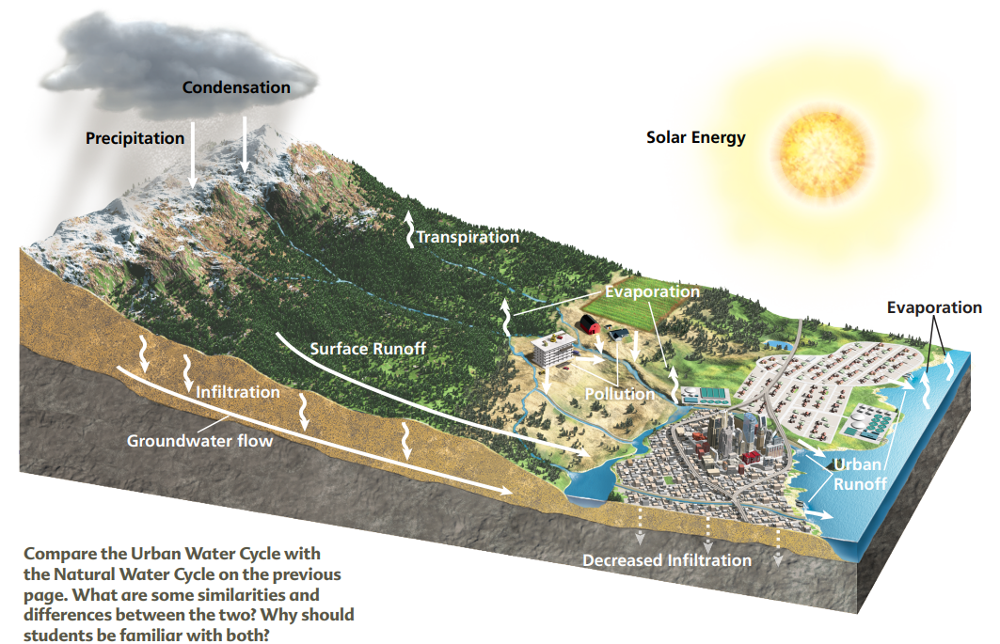 Condensation
Precipitation
Solar Energy
Transpiration
Evaporation
Evaporation
Surface Runoff
Pollution
Infiltration
Groundwater flow
Urban
Runoff
Decreased Infiltration
Compare the Urban Water Cycle with
the Natural Water Cycle on the previous
page. What are some similarities and
differences between the two? Why should
students be familiar with both?